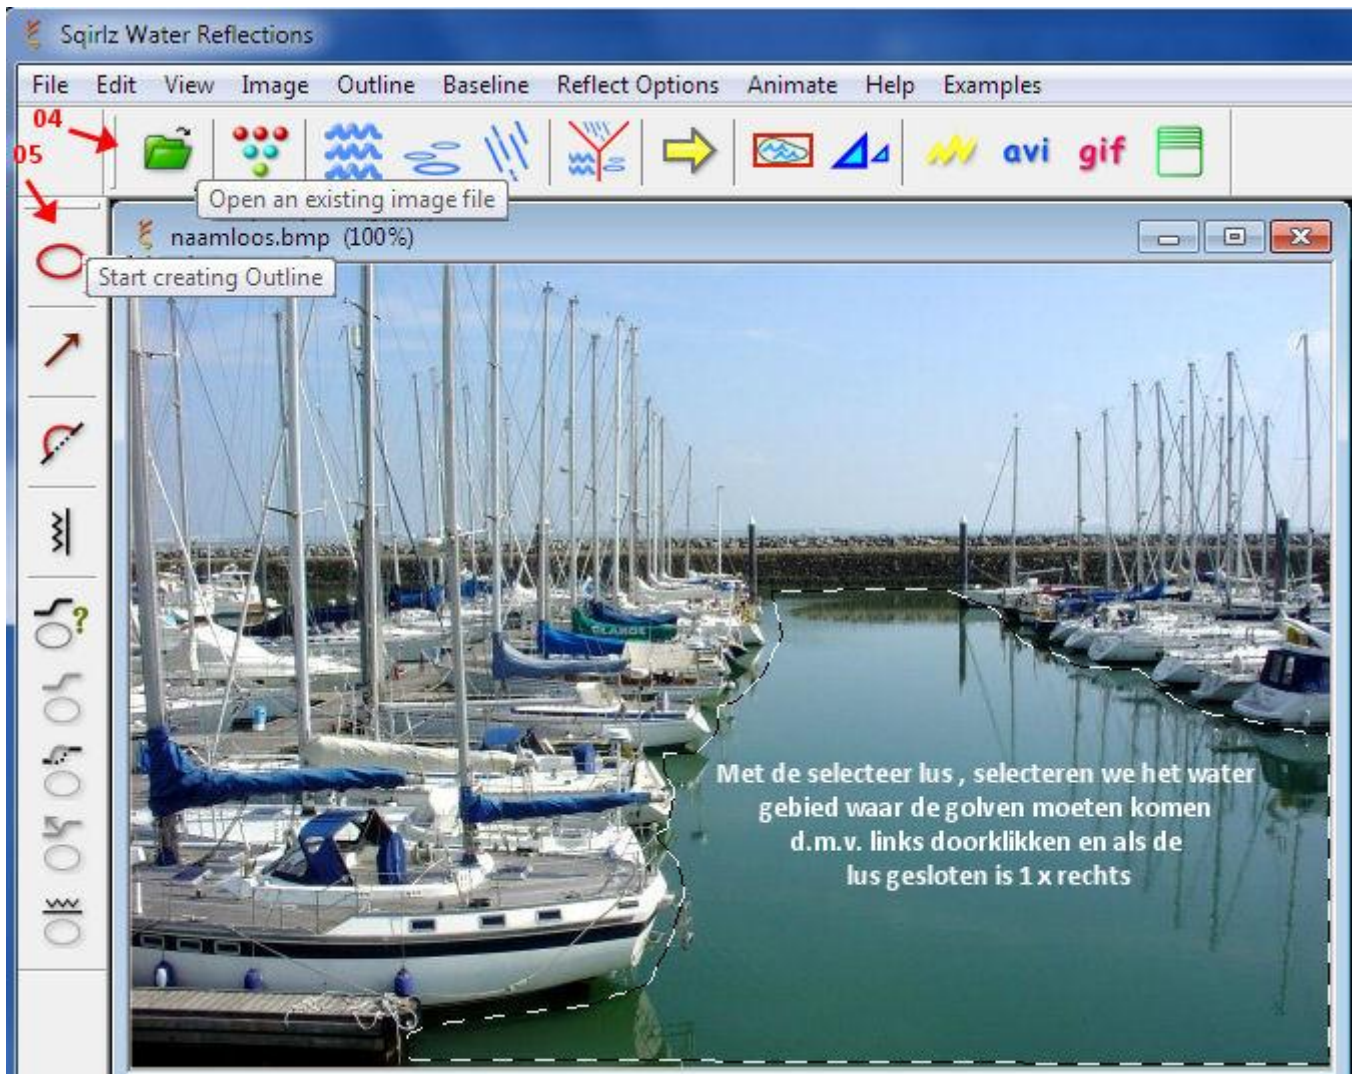 Sqirlz Water Reflections
File Edit View Image Outline Baseline Reflect Options Animate Help Examples
04
05
avi gif
Open an existing image file
naamloos.bmp (100%)
Start creating Outline
?
GLANDE
Met de selecteer lus , selecteren we het water
gebied waar de golven moeten komen
d.m.v. links doorklikken en als de
lus gesloten is 1 x rechts